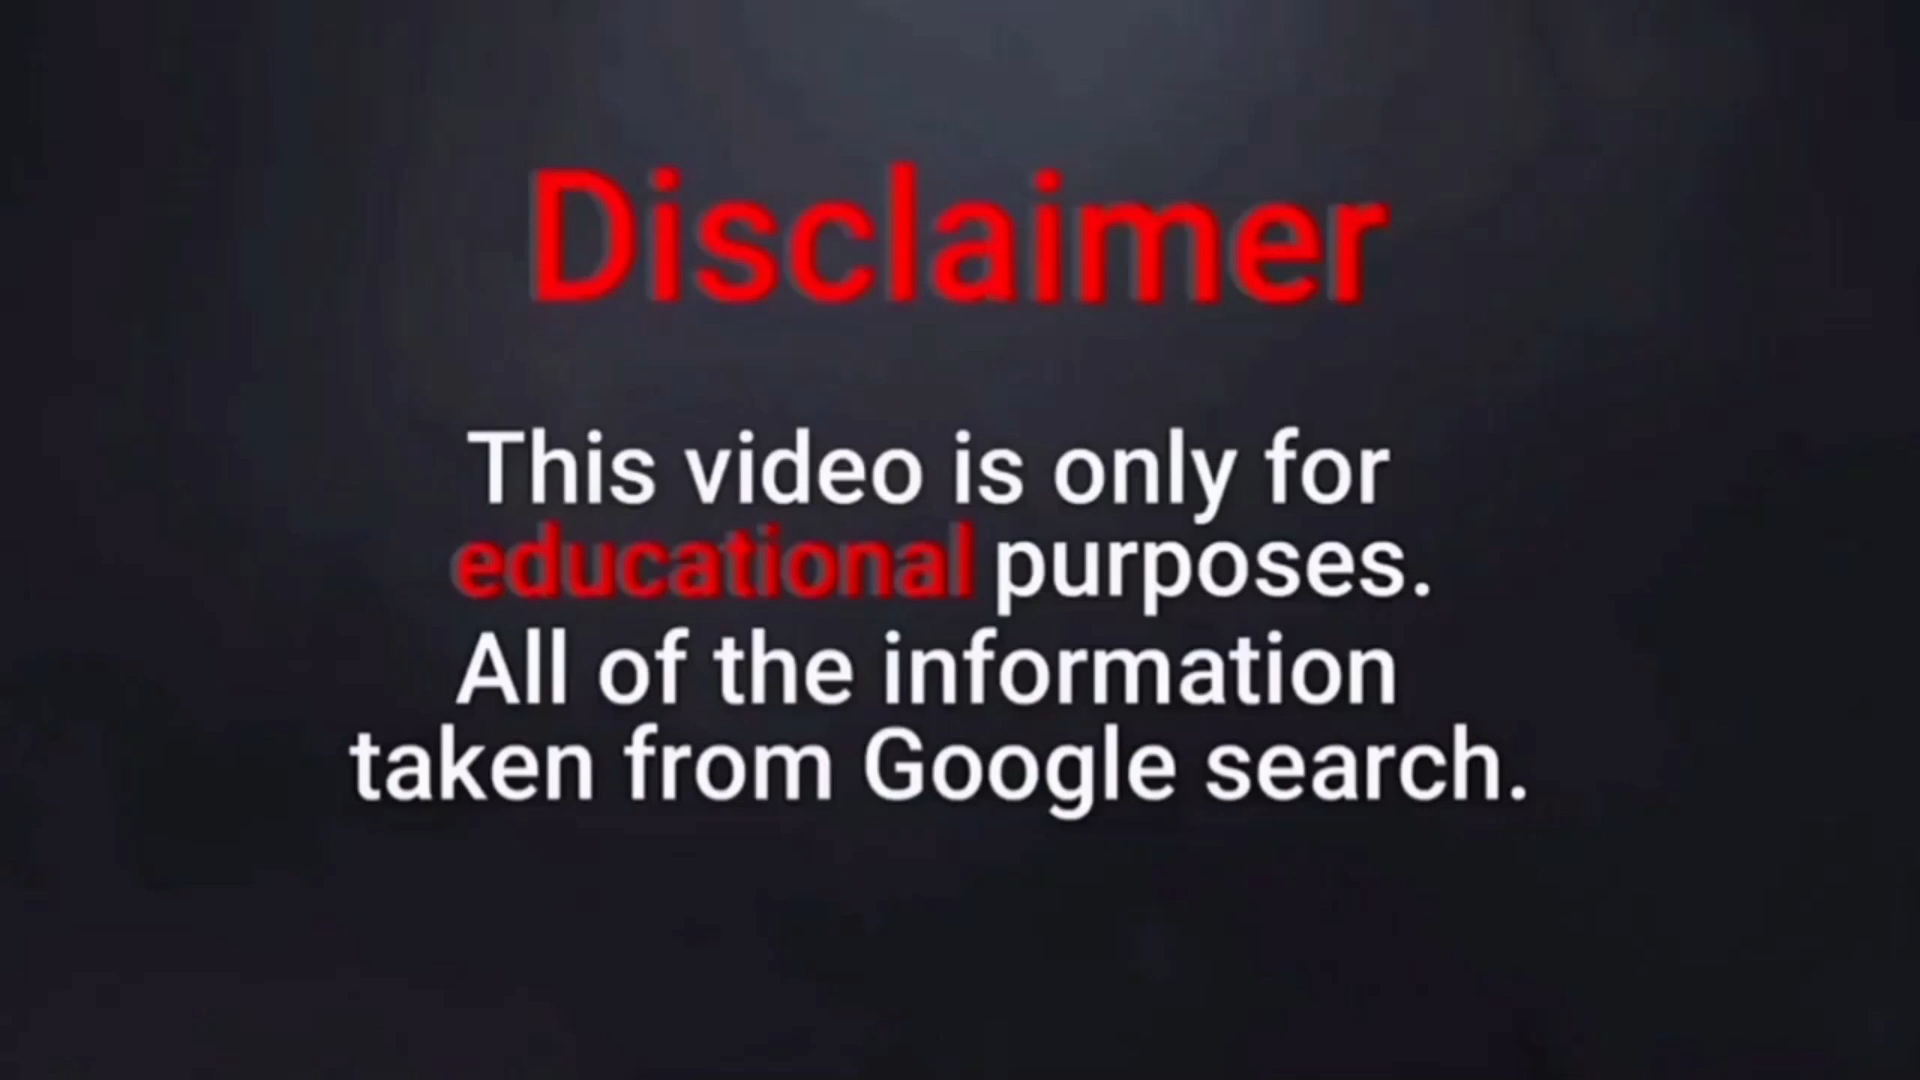 Disclaimer
This video is only for
educational purposes.
All of the information
taken from Google search.